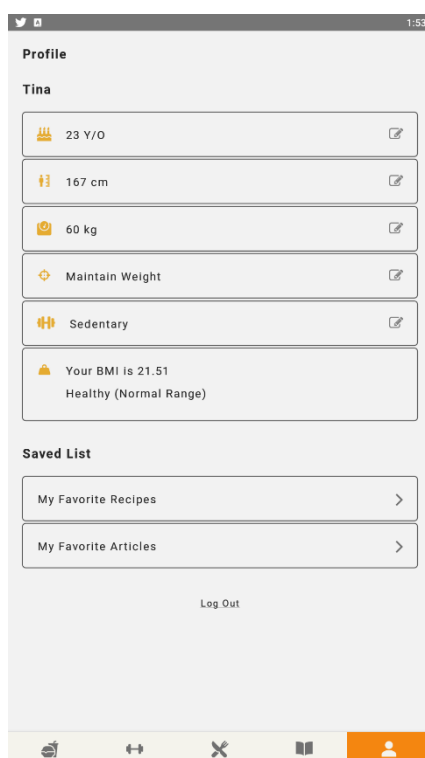 1:53
Profile
Tina
23 Y/O
167 cm
60 kg
Maintain Weight
Sedentary
Your BMI is 21.51
Healthy (Normal Range)
Saved List
My Favorite Recipes
My Favorite Articles
Log Out